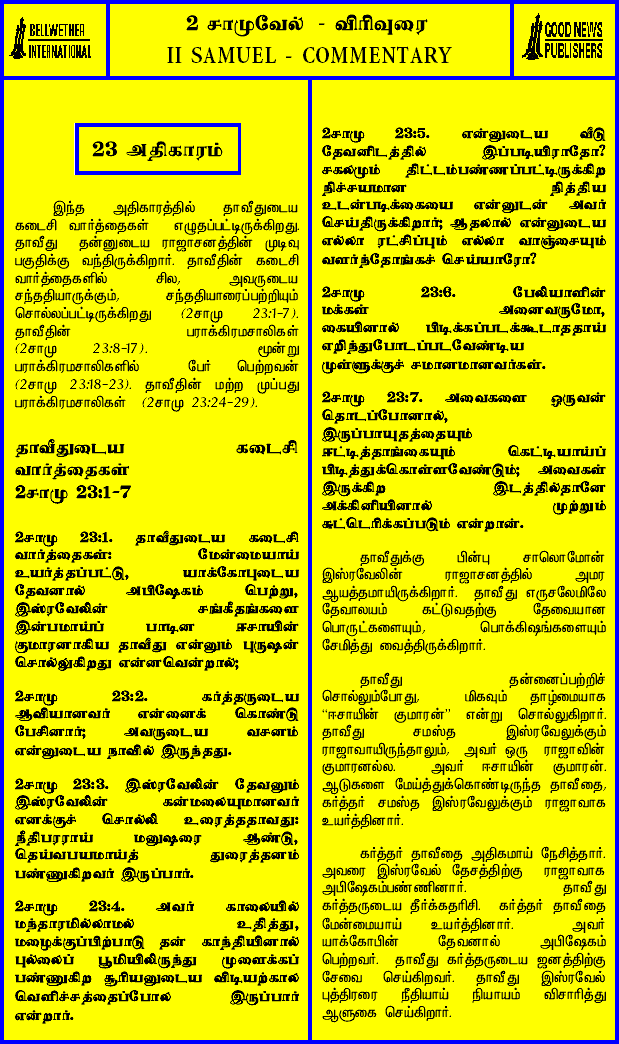 BELLWETHER
INTERNATIONAL
2 சாமுவேல் - விரிவுரை
II SAMUEL - COMMENTARY
GOOD NEWS
PUBLISHERS
23 அதிகாரம்
இந்த அதிகாரத்தில் தாவீதுடைய
கடைசி வார்த்தைகள் எழுதப்பட்டிருக்கிறது.
தாவீது தன்னுடைய ராஜாசனத்தின் முடிவு
பகுதிக்கு வந்திருக்கிறார். தாவீதின் கடைசி
வார்த்தைகளில் சில, அவருடைய
சந்ததியாருக்கும், சந்ததியாரைப்பற்றியும்
சொல்லப்பட்டிருக்கிறது (2சாமு 23:1-7).
தாவீதின் பராக்கிரமசாலிகள்
(2சாமு 23:8-17). மூன்று
பராக்கிரமசாலிகளில் பேர் பெற்றவன்
(2சாமு 23:18-23). தாவீதின் மற்ற முப்பது
பராக்கிரமசாலிகள் (2சாமு 23:24-29).
தாவீதுடைய கடைசி
வார்த்தைகள்
2சாமு 23:1-7
2சாமு 23:1. தாவீதுடைய கடைசி
வார்த்தைகள்: மேன்மையாய்
உயர்த்தப்பட்டு, யாக்கோபுடைய
தேவனால் அபிஷேகம் பெற்று,
இஸ்ரவேலின் சங்கீதங்களை
இன்பமாய்ப் பாடின ஈசாயின்
குமாரனாகிய தாவீது என்னும் புருஷன்
சொல்லுகிறது என்னவென்றால்;
2சாமு 23:2. கர்த்தருடைய
ஆவியானவர் என்னைக் கொண்டு
பேசினார்; அவருடைய வசனம்
என்னுடைய நாவில் இருந்தது.
2சாமு 23:3. இஸ்ரவேலின் தேவனும்
இஸ்ரவேலின் கன்மலையுமானவர்
எனக்குச் சொல்லி உரைத்ததாவது:
நீதிபரராய் மனுஷரை ஆண்டு,
தெய்வபயமாய்த் துரைத்தனம்
பண்ணுகிறவர் இருப்பார்.
2சாமு 23:4. அவர் காலையில்
மந்தாரமில்லாமல் உதித்து,
மழைக்குப்பிற்பாடு தன் காந்தியினால்
புல்லைப் பூமியிலிருந்து முளைக்கப்
பண்ணுகிற சூரியனுடைய விடியற்கால
வெளிச்சத்தைப்போல இருப்பார்
என்றார்.
2சாமு 23:5. என்னுடைய வீடு
தேவனிடத்தில் இப்படியிராதோ?
சகலமும் திட்டம்பண்ணப்பட்டிருக்கிற
நிச்சயமான நித்திய
உடன்படிக்கையை என்னுடன் அவர்
செய்திருக்கிறார்; ஆதலால் என்னுடைய
எல்லா ரட்சிப்பும் எல்லா வாஞ்சையும்
வளர்ந்தோங்கச் செய்யாரோ?
2சாமு 23:6. பேலியாளின்
மக்கள் அனைவருமோ,
கையினால் பிடிக்கப்படக்கூடாததாய்
எறிந்துபோடப்படவேண்டிய
முள்ளுக்குச் சமானமானவர்கள்.
2சாமு 23:7. அவைகளை ஒருவன்
தொடப்போனால்,
இருப்பாயுதத்தையும்
ஈட்டித்தாங்கையும் கெட்டியாய்ப்
பிடித்துக்கொள்ளவேண்டும்; அவைகள்
இருக்கிற இடத்தில்தானே
அக்கினியினால் முற்றும்
சுட்டெரிக்கப்படும் என்றான்.
தாவீதுக்கு பின்பு சாலொமோன்
இஸ்ரவேலின் ராஜாசனத்தில் அமர
ஆயத்தமாயிருக்கிறார். தாவீது எருசலேமிலே
தேவாலயம் கட்டுவதற்கு தேவையான
பொருட்களையும், பொக்கிஷங்களையும்
சேமித்து வைத்திருக்கிறார்.
தாவீது தன்னைப்பற்றிச்
சொல்லும்போது, மிகவும் தாழ்மையாக
“ஈசாயின் குமாரன்” என்று சொல்லுகிறார்.
தாவீது சமஸ்த இஸ்ரவேலுக்கும்
ராஜாவாயிருந்தாலும், அவர் ஒரு ராஜாவின்
குமாரனல்ல. அவர் ஈசாயின் குமாரன்.
ஆடுகளை மேய்த்துக்கொண்டிருந்த தாவீதை,
கர்த்தர் சமஸ்த இஸ்ரவேலுக்கும் ராஜாவாக
உயர்த்தினார்.
கர்த்தர் தாவீதை அதிகமாய் நேசித்தார்.
அவரை இஸ்ரவேல் தேசத்திற்கு ராஜாவாக
அபிஷேகம்பண்ணினார். தாவீது
கர்த்தருடைய தீர்க்கதரிசி. கர்த்தர் தாவீதை
மேன்மையாய் உயர்த்தினார். அவர்
யாக்கோபின் தேவனால் அபிஷேகம்
பெற்றவர். தாவீது கர்த்தருடைய ஜனத்திற்கு
சேவை செய்கிறவர். தாவீது இஸ்ரவேல்
புத்திரரை நீதியாய் நியாயம் விசாரித்து
ஆளுகை செய்கிறார்.